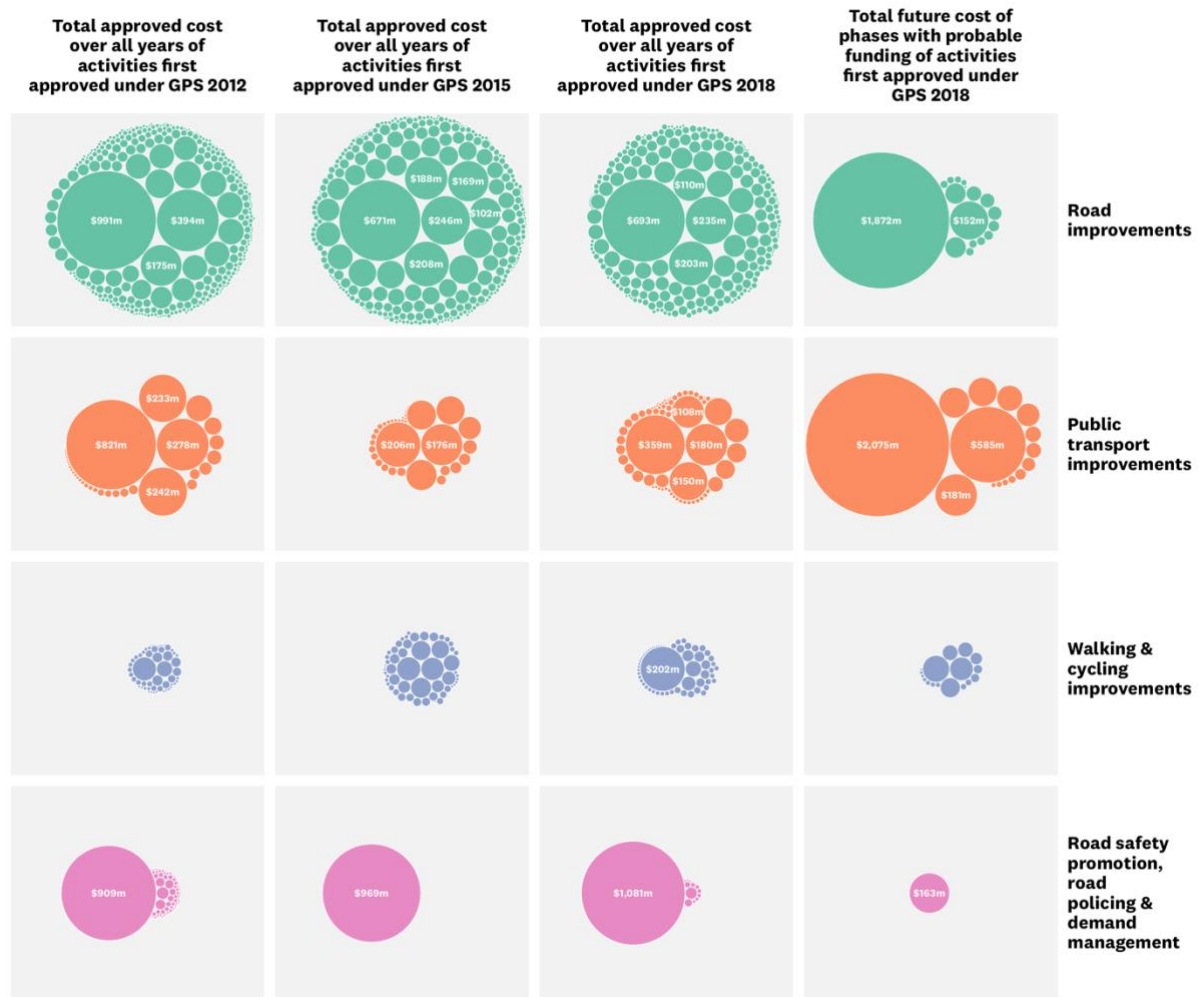 Total approved cost
over all years of
activities first
approved under GPS 2012
Total approved cost
over all years of
activities first
approved under GPS 2015
Total approved cost
over all years of
activities first
approved under GPS 2018
Total future cost of
phases with probable
funding of activities
first approved under
GPS 2018
$991m
$394m
$175m
$671m
$188m
$169m
$246m
$102m
$208m
$693m
$110m
$235m
$203m
$1,872m
$152m
Road
improvements
$821m
$233m
$278m
$242m
$206m
$176m
$359m
$108m
$180m
$150m
$2,075m
$585m
$181m
Public
transport
improvements
$202m
Walking &
cycling
improvements
$909m
$969m
$1,081m
$163m
Road safety
promotion,
road
policing &
demand
management